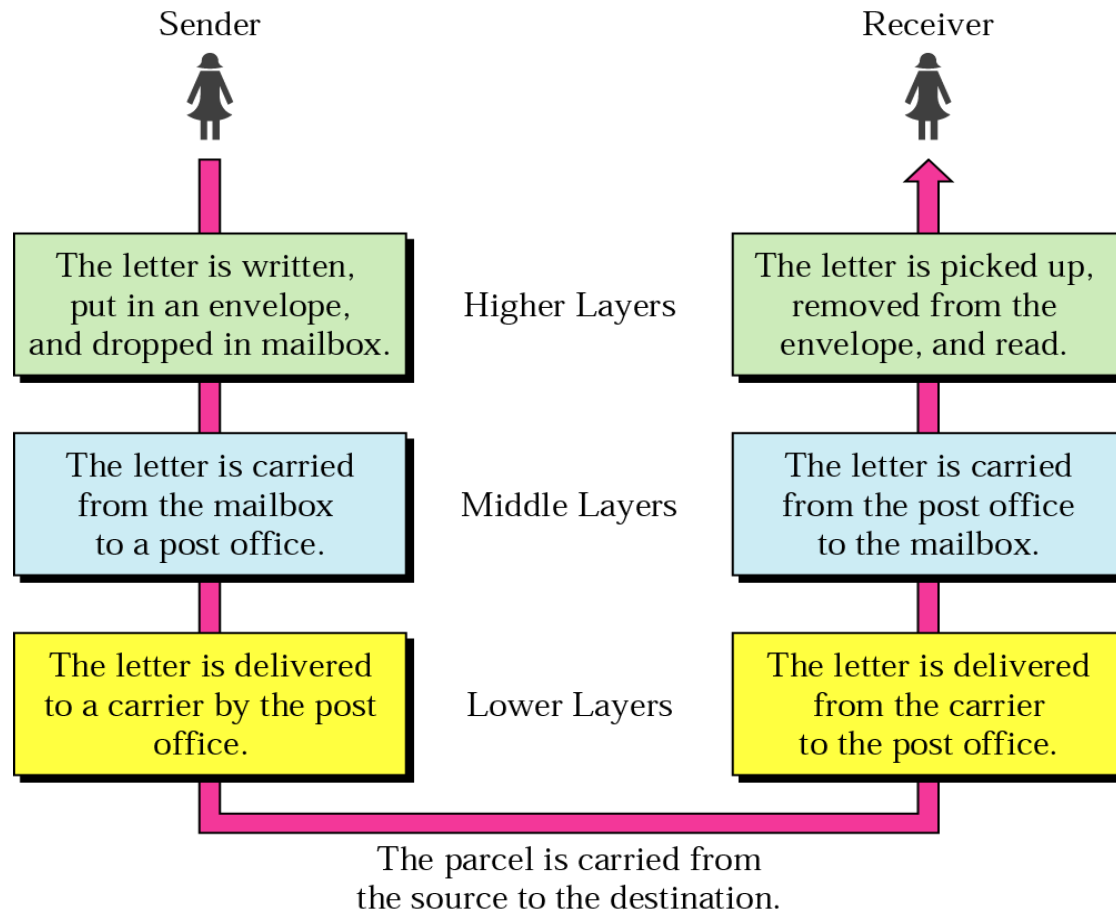 Sender
Receiver
The letter is written,
put in an envelope,
and dropped in mailbox.
Higher Layers
The letter is picked up,
removed from the
envelope, and read.
The letter is carried
from the mailbox
to a post office.
Middle Layers
The letter is carried
from the post office
to the mailbox.
The letter is delivered
to a carrier by the post
office.
Lower Layers
The letter is delivered
from the carrier
to the post office.
The parcel is carried from
the source to the destination.